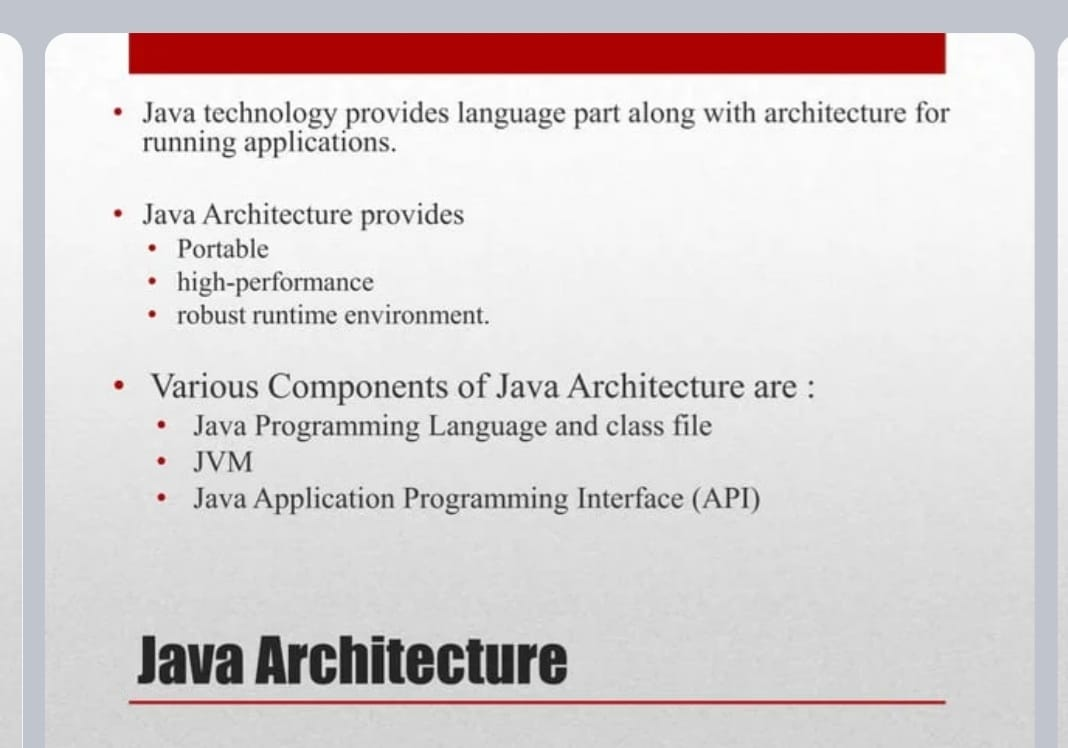 • Java technology provides language part along with architecture for
running applications.
• Java Architecture provides
• Portable
• high-performance
• robust runtime environment.
• Various Components of Java Architecture are :
• Java Programming Language and class file
• JVM
• Java Application Programming Interface (API)
Java Architecture